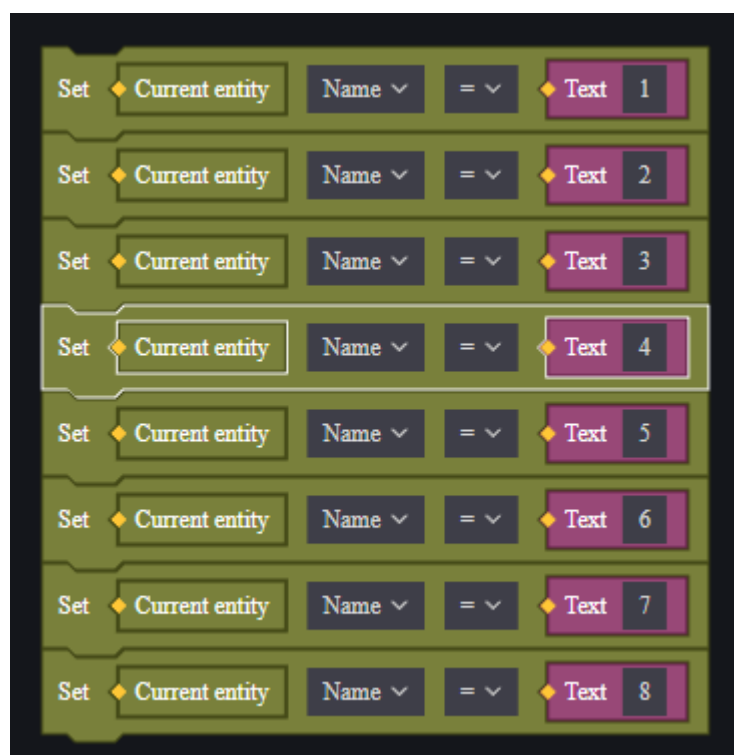 Set Current entity Name = Text 1
Set Current entity Name = Text 2
Set Current entity Name = Text 3
Set Current entity Name = Text 4
Set Current entity Name = Text 5
Set Current entity Name = Text 6
Set Current entity Name = Text 7
Set Current entity Name = Text 8